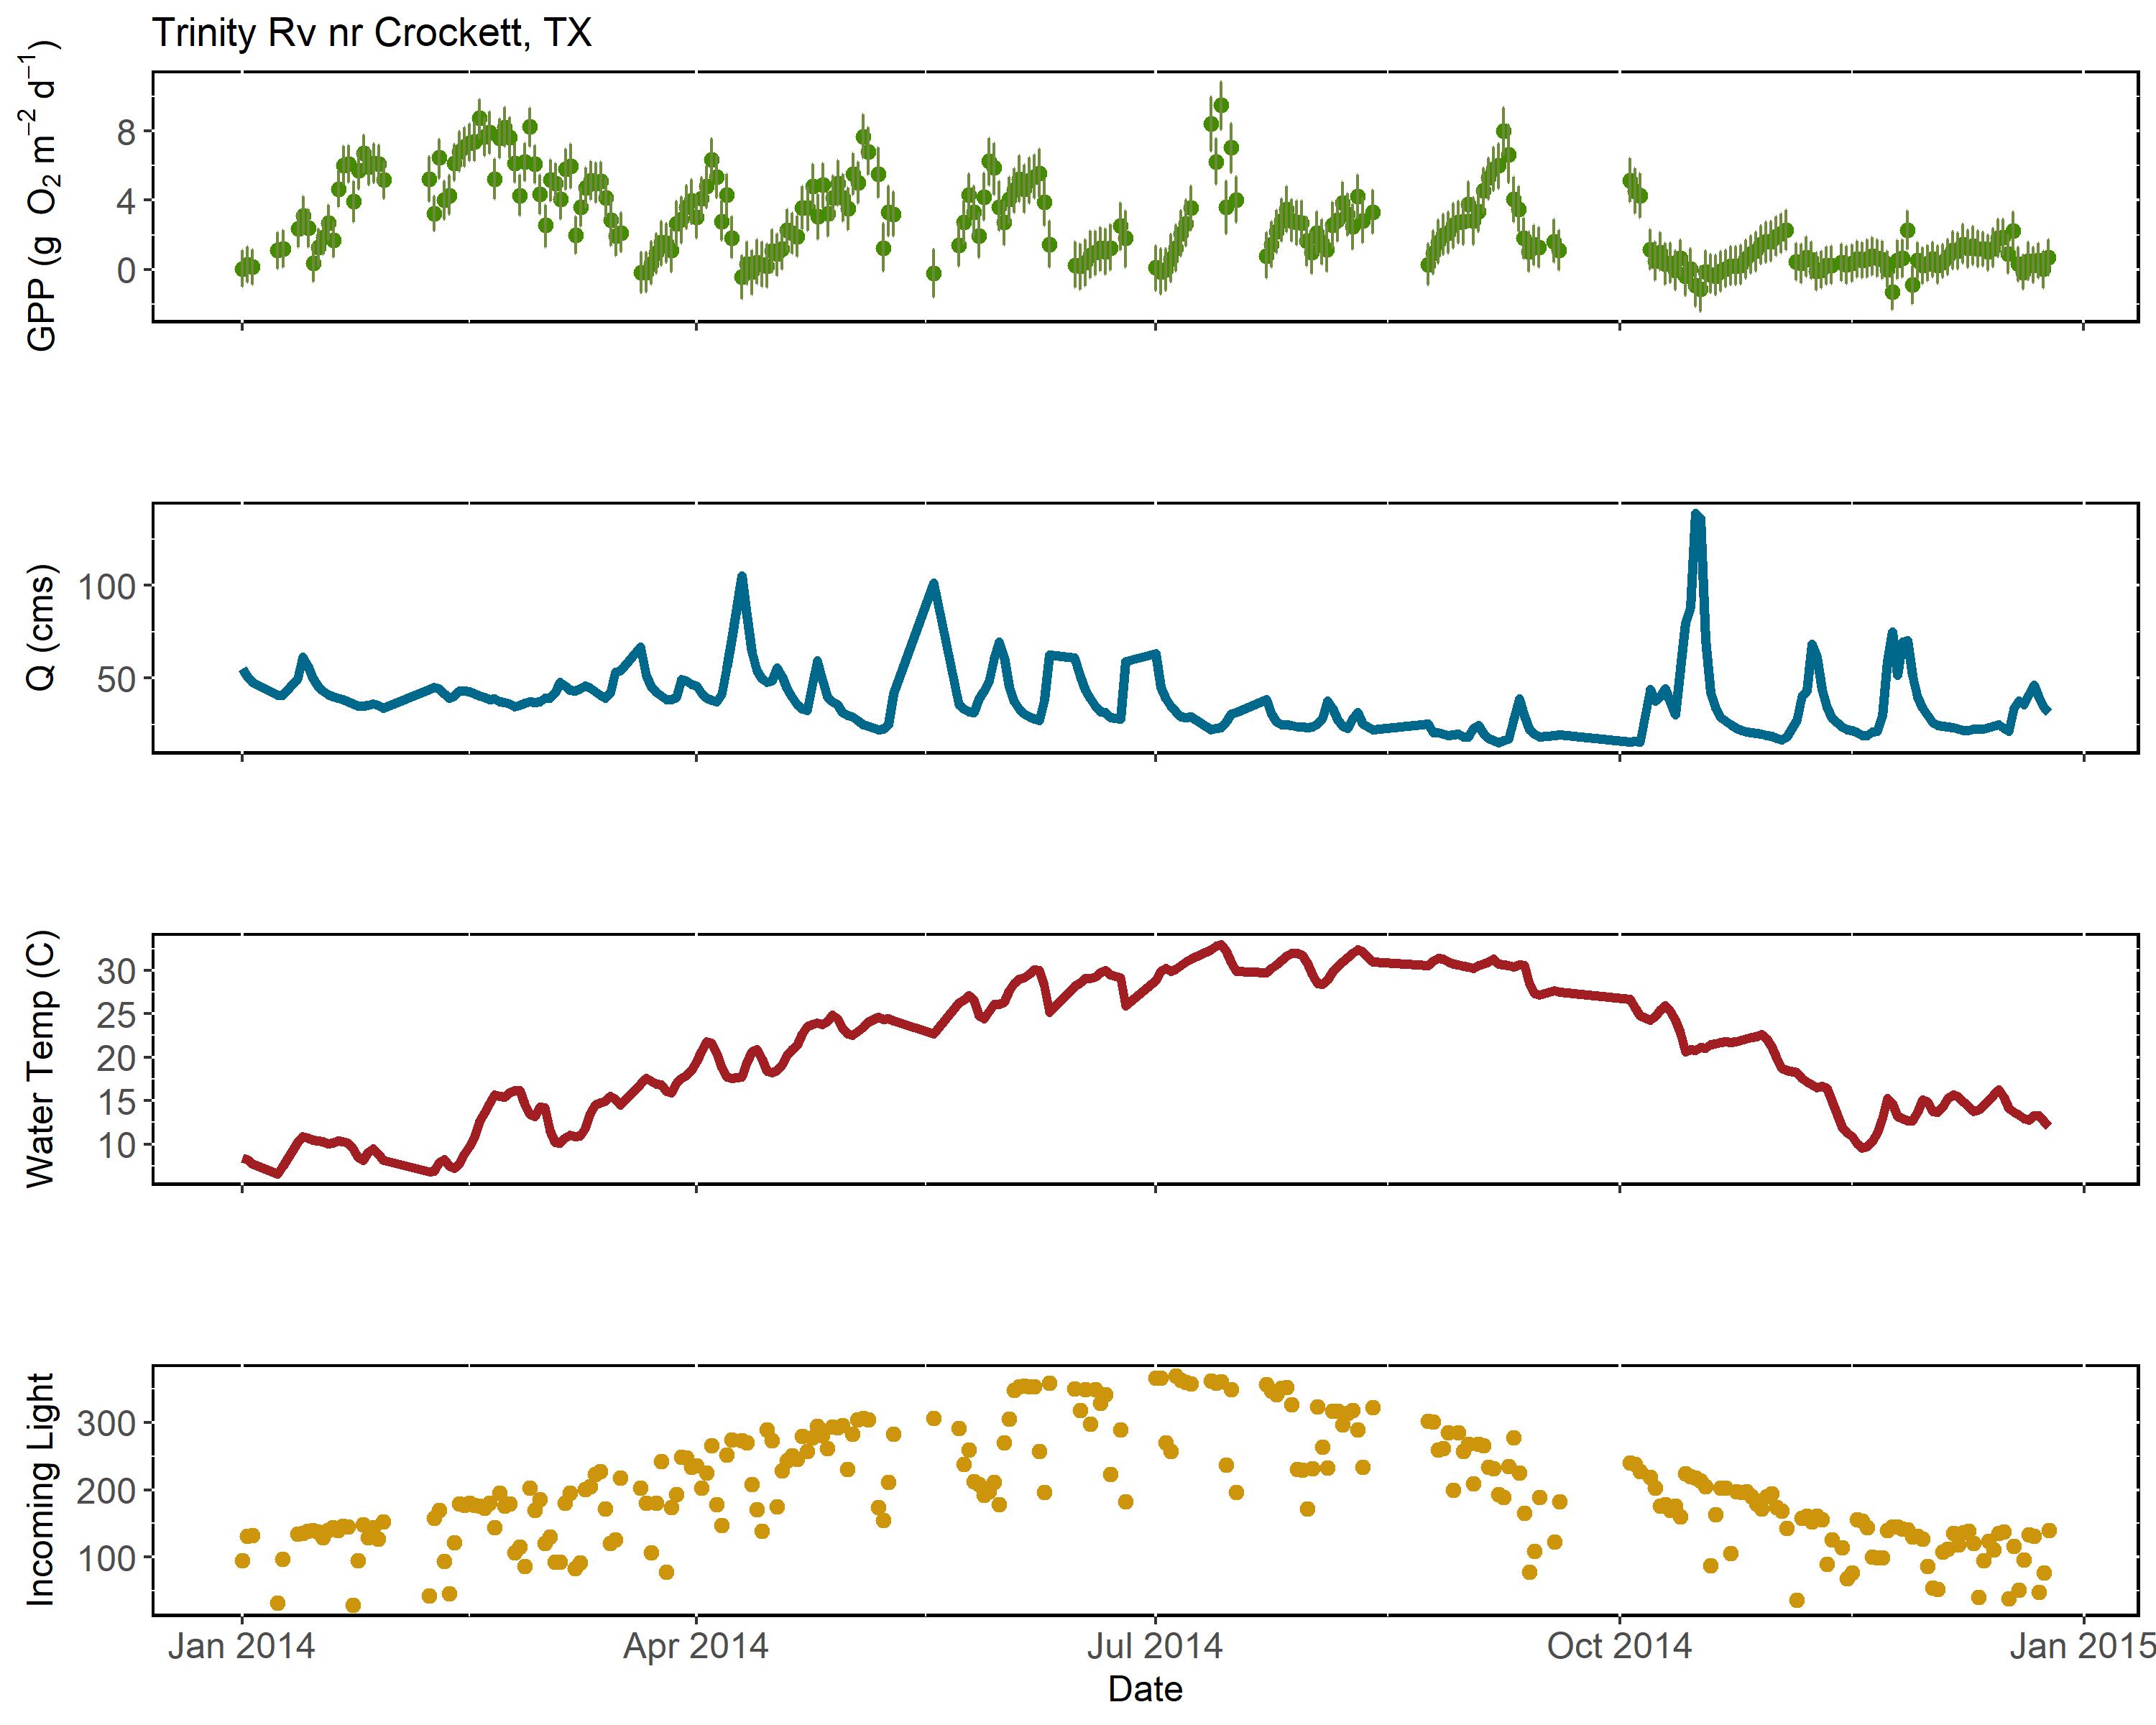 Trinity Rv nr Crockett, TX
GPP (g O₂ m⁻² d⁻¹)
8
4
0
Q (cms)
100
50
Water Temp (C)
30
25
20
15
10
Incoming Light
300
200
100
Jan 2014 Apr 2014 Jul 2014 Oct 2014 Jan 2015
Date